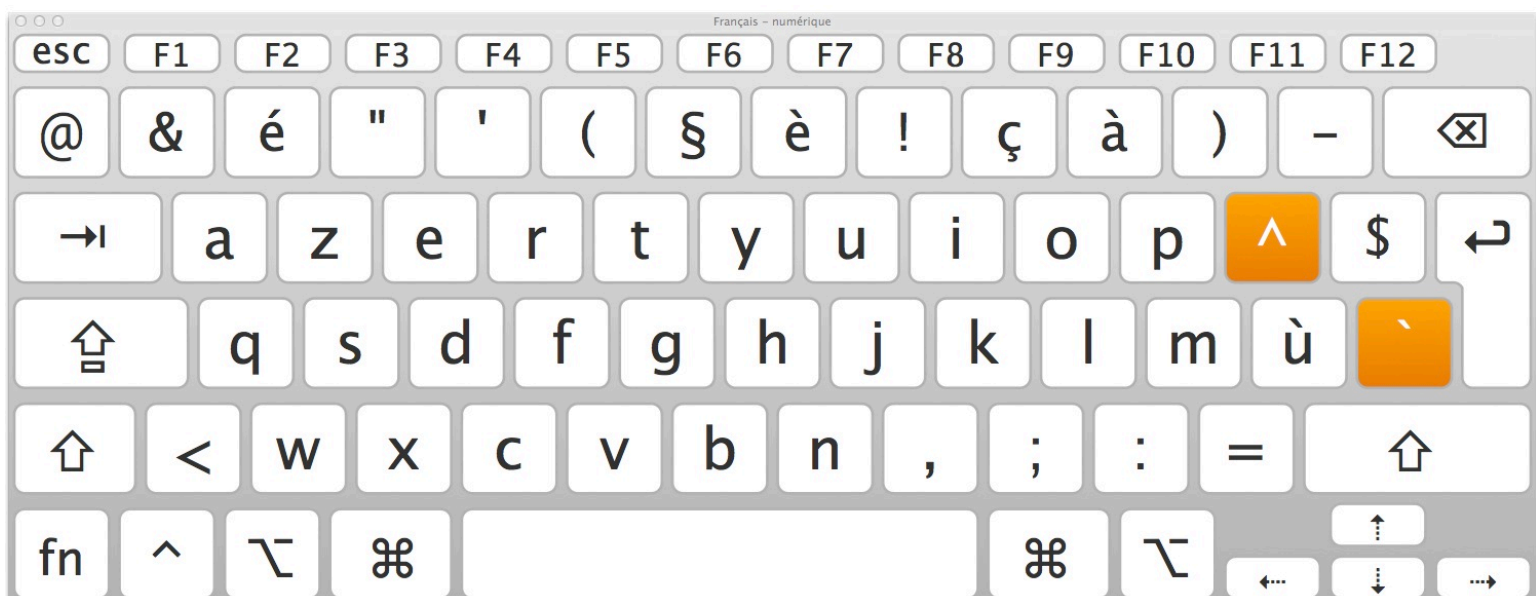 Français – numérique
esc F1 F2 F3 F4 F5 F6 F7 F8 F9 F10 F11 F12
@ & é " ' ( § è ! ç à ) – ⌫
⇥ a z e r t y u i o p ^ $ ↩
⇪ q s d f g h j k l m ù `
⇧ < w x c v b n , ; : = ⇧
fn ^ ⌥ ⌘ ⌘ ⌥ ⇠ ⇡ ⇣ ⇢